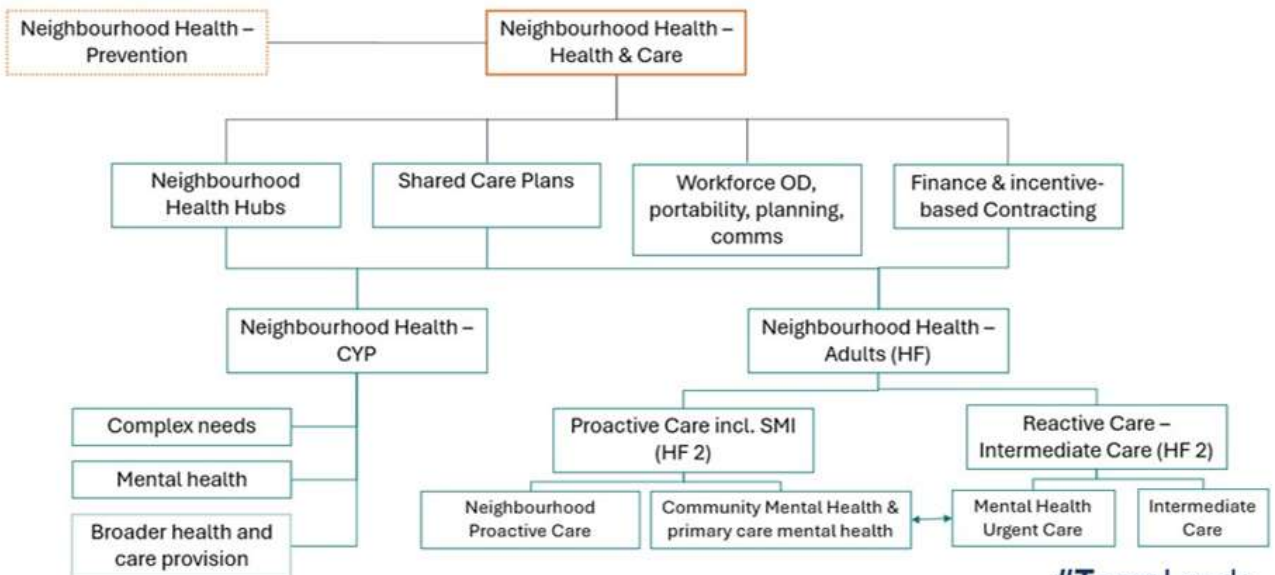 Neighbourhood Health –
Prevention
Neighbourhood Health –
Health & Care
Neighbourhood
Health Hubs
Shared Care Plans
Workforce OD,
portability, planning,
comms
Finance & incentive-
based Contracting
Neighbourhood Health –
CYP
Neighbourhood Health –
Adults (HF)
Complex needs
Mental health
Broader health and
care provision
Proactive Care incl. SMI
(HF 2)
Reactive Care –
Intermediate Care (HF 2)
Neighbourhood
Proactive Care
Community Mental Health &
primary care mental health
Mental Health
Urgent Care
Intermediate
Care